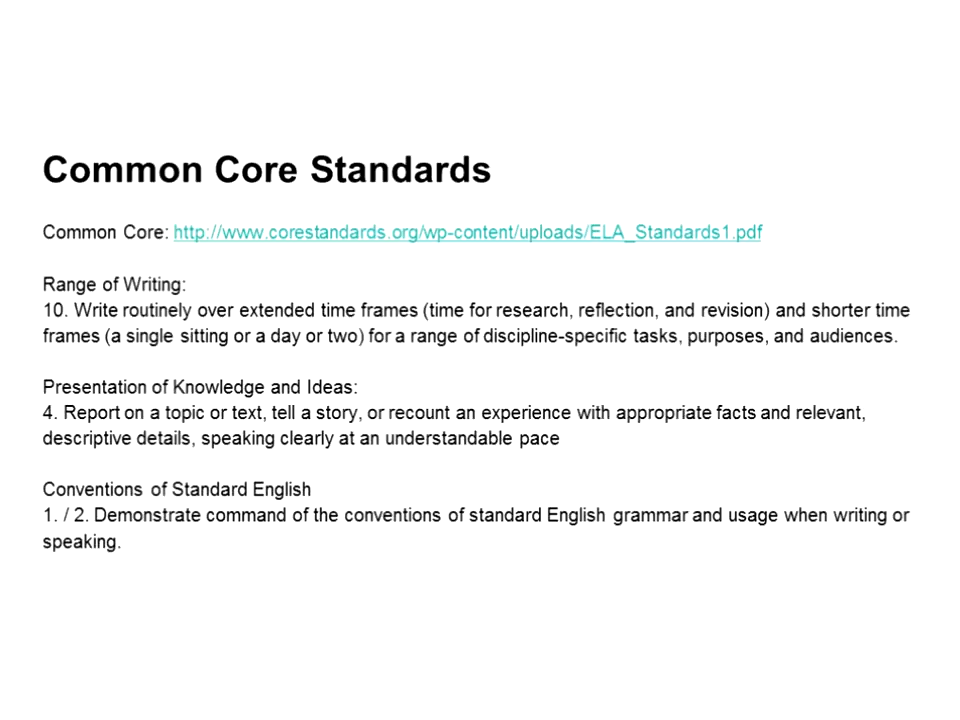 Common Core Standards
Common Core: http://www.corestandards.org/wp-content/uploads/ELA_Standards1.pdf
Range of Writing:
10. Write routinely over extended time frames (time for research, reflection, and revision) and shorter time
frames (a single sitting or a day or two) for a range of discipline-specific tasks, purposes, and audiences.
Presentation of Knowledge and Ideas:
4. Report on a topic or text, tell a story, or recount an experience with appropriate facts and relevant,
descriptive details, speaking clearly at an understandable pace
Conventions of Standard English
1. / 2. Demonstrate command of the conventions of standard English grammar and usage when writing or
speaking.